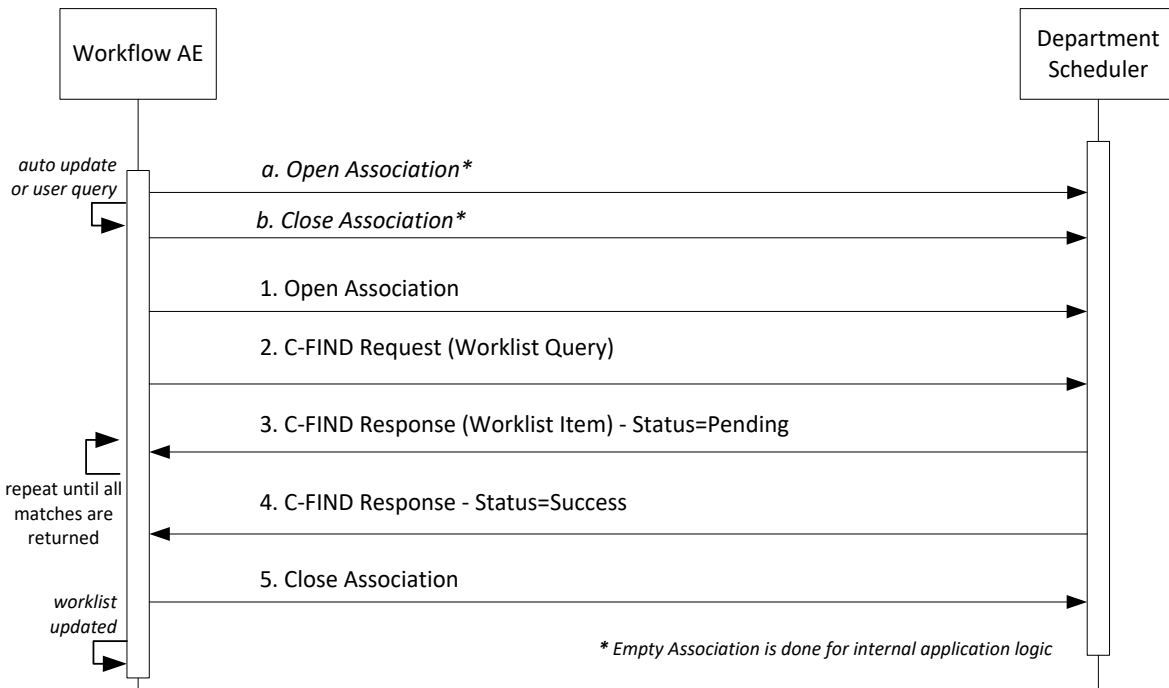 Workflow AE
Department
Scheduler
auto update
or user query
a. Open Association*
b. Close Association*
1. Open Association
2. C-FIND Request (Worklist Query)
3. C-FIND Response (Worklist Item) - Status=Pending
repeat until all
matches are
returned
4. C-FIND Response - Status=Success
5. Close Association
worklist
updated
* Empty Association is done for internal application logic